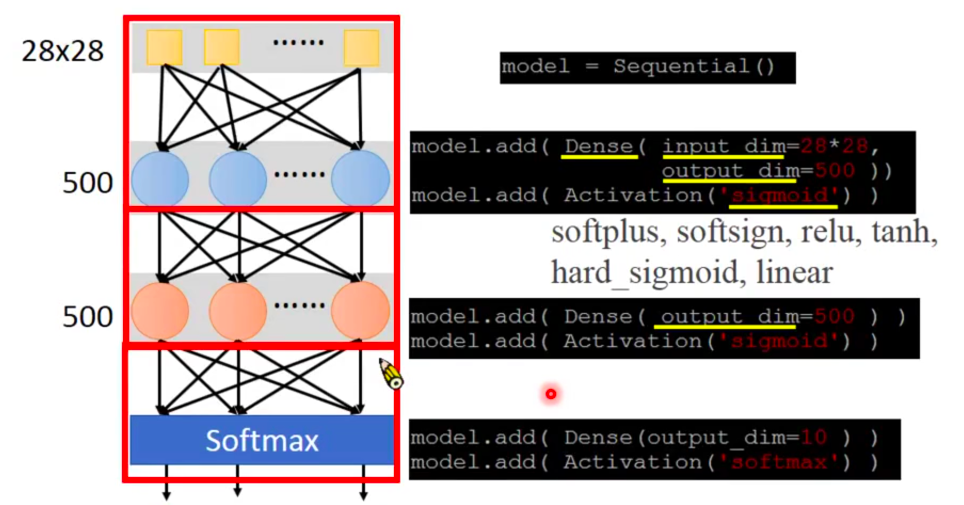 28x28
......
model = Sequential()
500
......
model.add( Dense( input_dim=28*28,
output_dim=500 ))
model.add( Activation('sigmoid') )
softplus, softsign, relu, tanh,
hard_sigmoid, linear
500
......
model.add( Dense( output_dim=500 ) )
model.add( Activation('sigmoid') )
Softmax
model.add( Dense(output_dim=10 ) )
model.add( Activation('softmax') )